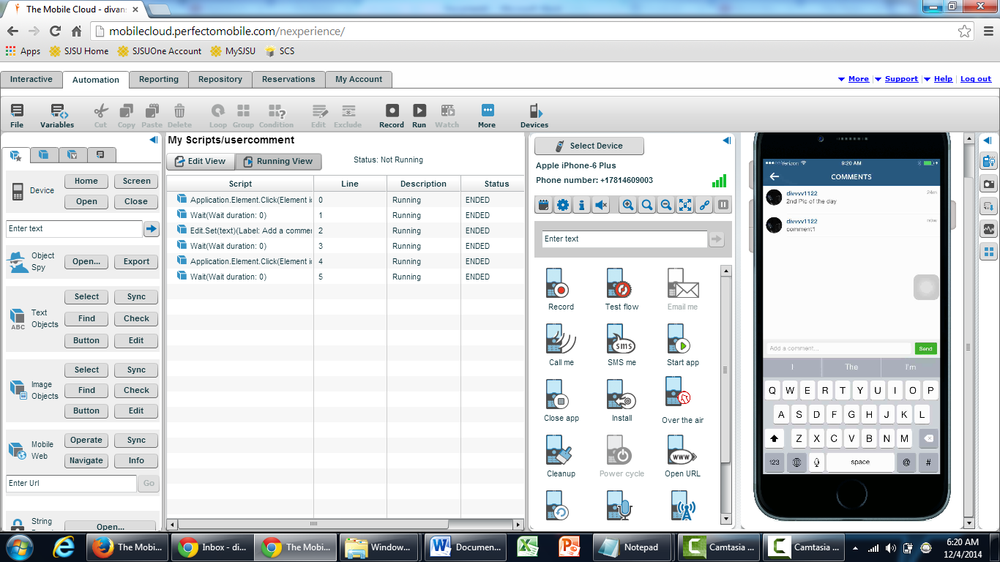 The Mobile Cloud - divans
mobilecloud.perfectomobile.com/nexperience/
Apps SJSU Home SJSUOne Account MySJSU SCS
Interactive Automation Reporting Repository Reservations My Account
More Support Help Log out
File Variables Cut Copy Paste Delete Loop Group Condition Edit Exclude Record Run Watch More Devices
Device
Home Screen
Open Close
Enter text
Object Spy
Open... Export
Text Objects
ABC
Select Sync
Find Check
Button Edit
Image Objects
Select Sync
Find Check
Button Edit
Mobile Web
Operate Sync
Navigate Info
Enter Url Go
String
Open...
My Scripts/usercomment
Edit View Running View Status: Not Running
Script Line Description Status
Application.Element.Click(Element ic 0 Running ENDED
Wait(Wait duration: 0) 1 Running ENDED
Edit.Set(text)(Label: Add a comme 2 Running ENDED
Wait(Wait duration: 0) 3 Running ENDED
Application.Element.Click(Element ic 4 Running ENDED
Wait(Wait duration: 0) 5 Running ENDED
Select Device
Apple iPhone-6 Plus
Phone number: +17814609003
Enter text
Record Test flow Email me
sms
Call me SMS me Start app
Close app Install Over the air
www
Cleanup Power cycle Open URL
Verizon 9:20 AM
COMMENTS
divvvv1122 24m
2nd Pic of the day
divvvv1122 now
comment1
Add a comment... Send
I The I'm
Q W E R T Y U I O P
A S D F G H J K L
Z X C V B N M
123 space @ #
The Mobi... Inbox - di... The Mo... Window... Documen... Notepad Camtasia ... Camtasia ...
6:20 AM
12/4/2014